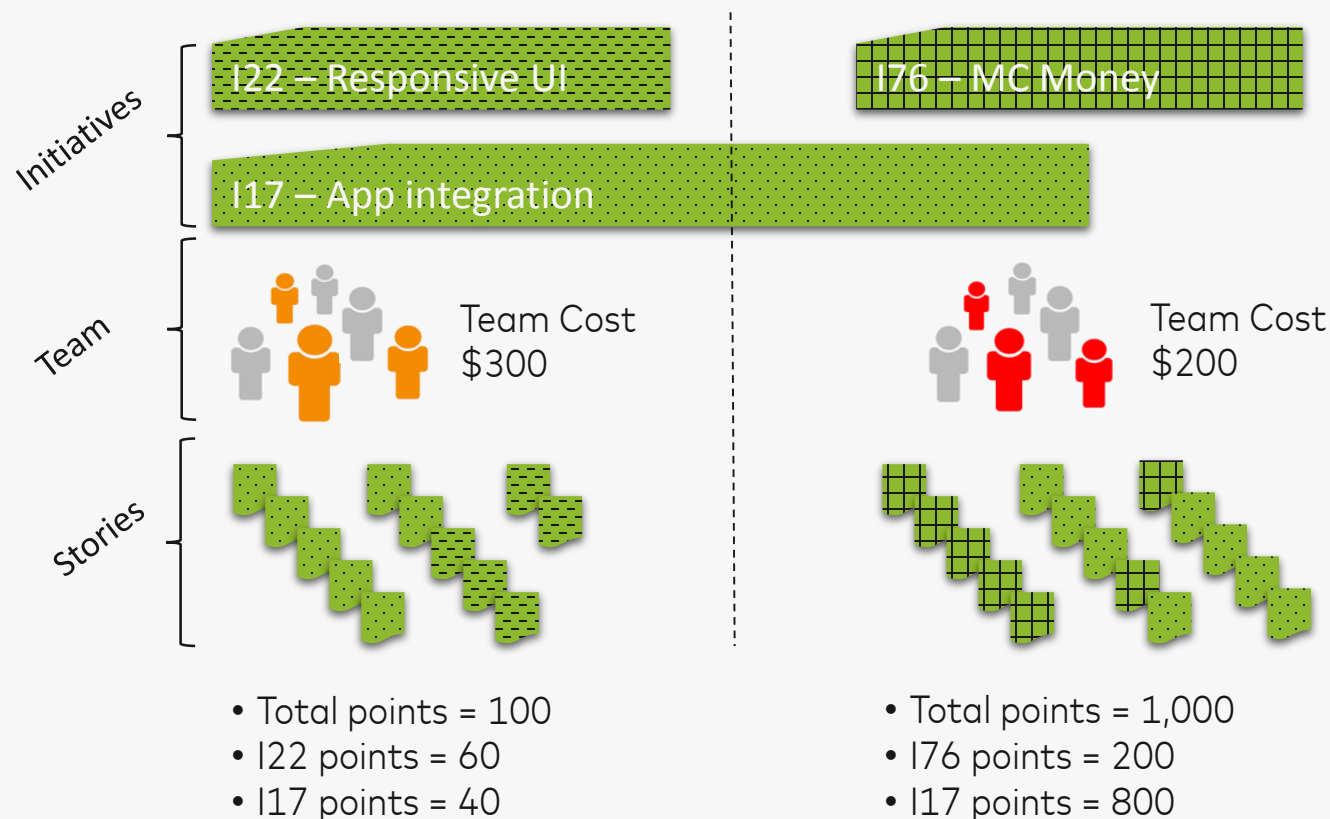 Initiatives
I22 – Responsive UI
I76 – MC Money
I17 – App integration
Team
Team Cost
$300
Team Cost
$200
Stories
• Total points = 100
• I22 points = 60
• I17 points = 40
• Total points = 1,000
• I76 points = 200
• I17 points = 800